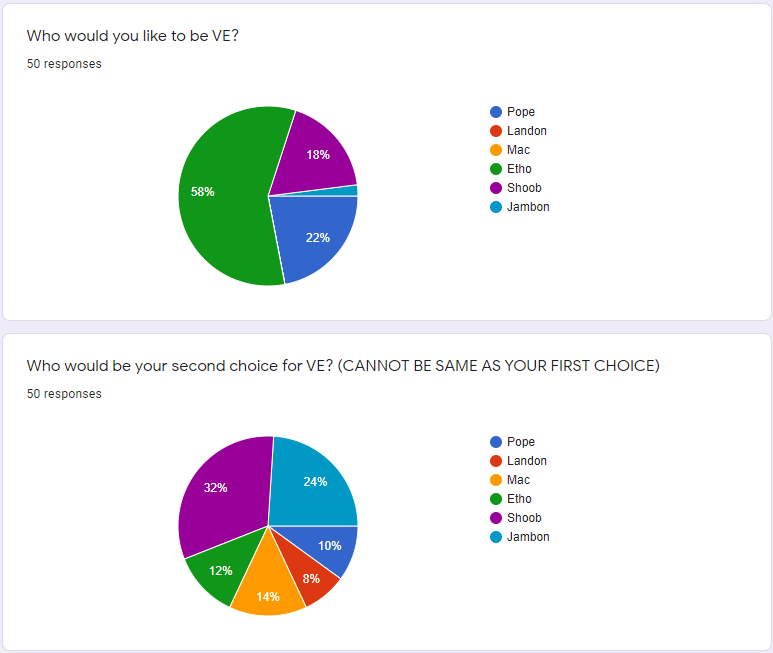 Who would you like to be VE?
50 responses
18%
58%
22%
Pope
Landon
Mac
Etho
Shoob
Jambon
Who would be your second choice for VE? (CANNOT BE SAME AS YOUR FIRST CHOICE)
50 responses
24%
32%
10%
12%
8%
14%
Pope
Landon
Mac
Etho
Shoob
Jambon